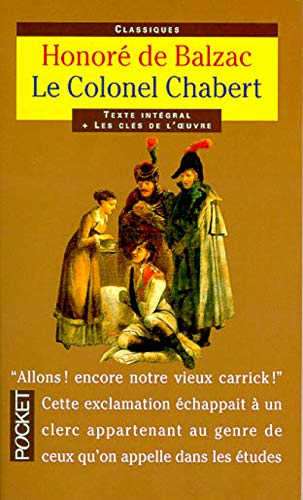 CLASSIQUES
Honoré de Balzac
Le Colonel Chabert
TEXTE INTÉGRAL
+ LES CLÉS DE L'ŒUVRE
"Allons ! encore notre vieux carrick !"
Cette exclamation échappait à un
clerc appartenant au genre de
ceux qu'on appelle dans les études
POCKET